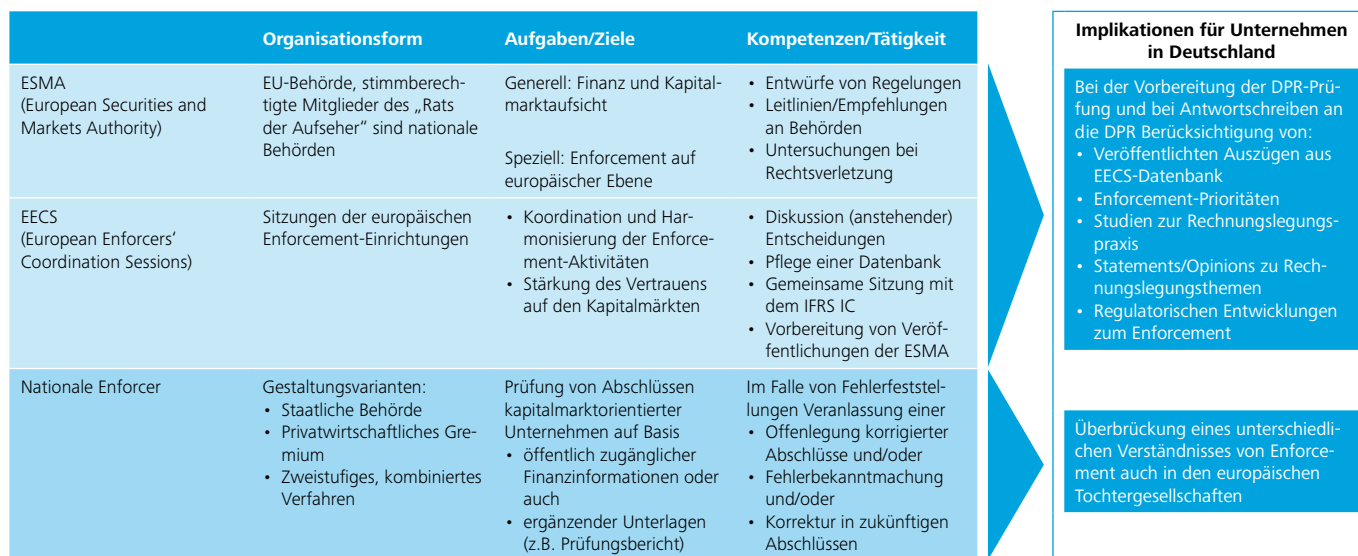 Organisationsform
Aufgaben/Ziele
Kompetenzen/Tätigkeit
ESMA
(European Securities and
Markets Authority)
EU-Behörde, stimmberech-
tigte Mitglieder des „Rats
der Aufseher“ sind nationale
Behörden
Generell: Finanz und Kapital-
marktaufsicht
Speziell: Enforcement auf
europäischer Ebene
• Entwürfe von Regelungen
• Leitlinien/Empfehlungen
an Behörden
• Untersuchungen bei
Rechtsverletzung
EECS
(European Enforcers‘
Coordination Sessions)
Sitzungen der europäischen
Enforcement-Einrichtungen
• Koordination und Har-
monisierung der Enforce-
ment-Aktivitäten
• Stärkung des Vertrauens
auf den Kapitalmärkten
• Diskussion (anstehender)
Entscheidungen
• Pflege einer Datenbank
• Gemeinsame Sitzung mit
dem IFRS IC
• Vorbereitung von Veröf-
fentlichungen der ESMA
Nationale Enforcer
Gestaltungsvarianten:
• Staatliche Behörde
• Privatwirtschaftliches Gre-
mium
• Zweistufiges, kombiniertes
Verfahren
Prüfung von Abschlüssen
kapitalmarktorientierter
Unternehmen auf Basis
• öffentlich zugänglicher
Finanzinformationen oder
auch
• ergänzender Unterlagen
(z.B. Prüfungsbericht)
Im Falle von Fehlerfeststel-
lungen Veranlassung einer
• Offenlegung korrigierter
Abschlüsse und/oder
• Fehlerbekanntmachung
und/oder
• Korrektur in zukünftigen
Abschlüssen
Implikationen für Unternehmen
in Deutschland
Bei der Vorbereitung der DPR-Prü-
fung und bei Antwortschreiben an
die DPR Berücksichtigung von:
• Veröffentlichten Auszügen aus
EECS-Datenbank
• Enforcement-Prioritäten
• Studien zur Rechnungslegungs-
praxis
• Statements/Opinions zu Rech-
nungslegungsthemen
• Regulatorischen Entwicklungen
zum Enforcement
Überbrückung eines unterschiedli-
chen Verständnisses von Enforce-
ment auch in den europäischen
Tochtergesellschaften